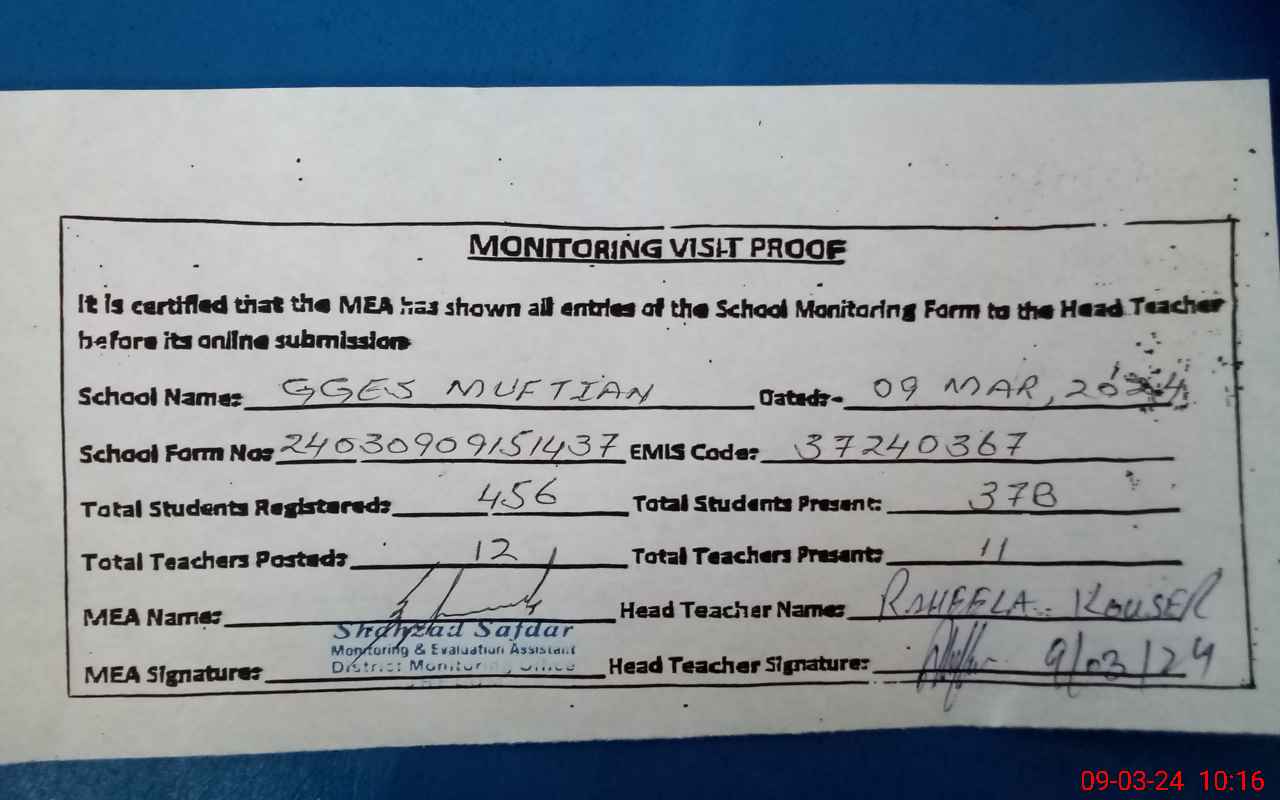 MONITORING VISIT PROOF
It is certified that the MEA has shown all entries of the School Monitoring Form to the Head Teacher
before its online submission
School Name: GGES MUFTIAN Dated:- 09 MAR, 2024
School Form No: 24030909151437 EMIS Code: 37240367
Total Students Registered: 456 Total Students Present: 378
Total Teachers Posted: 12 Total Teachers Present: 11
MEA Name: Head Teacher Name: RAHEELA KOUSER
Shahzad Safdar
Monitoring & Evaluation Assistant
District Monitoring Office
MEA Signature: Head Teacher Signature: 9/03/24
09-03-24 10:16